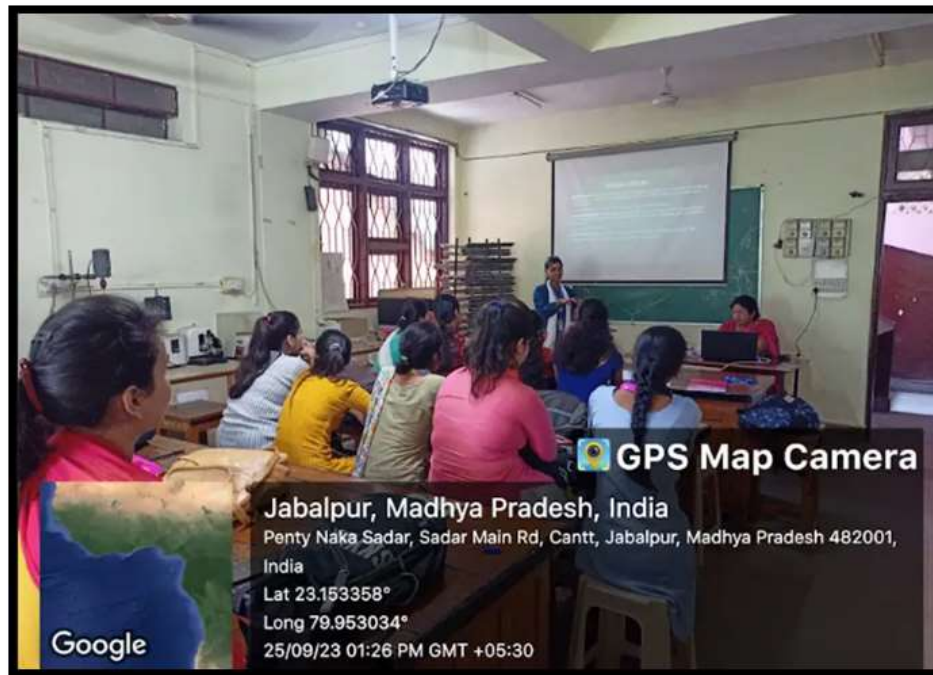 GPS Map Camera
Jabalpur, Madhya Pradesh, India
Penty Naka Sadar, Sadar Main Rd, Cantt, Jabalpur, Madhya Pradesh 482001,
India
Lat 23.153358°
Long 79.953034°
25/09/23 01:26 PM GMT +05:30
Google